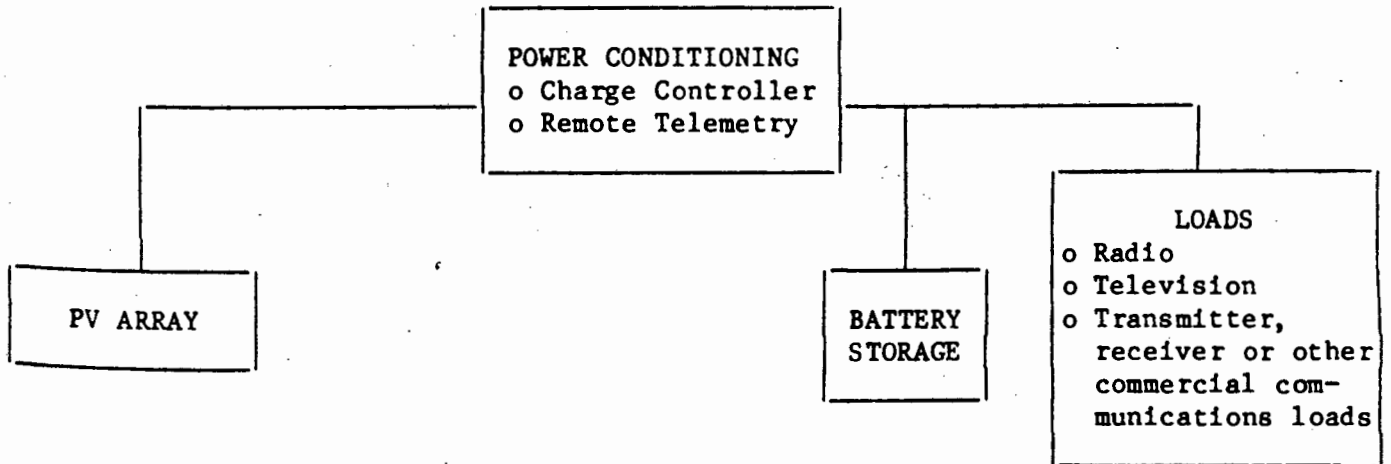 POWER CONDITIONING
o Charge Controller
o Remote Telemetry
PV ARRAY
BATTERY
STORAGE
LOADS
o Radio
o Television
o Transmitter,
receiver or other
commercial com-
munications loads